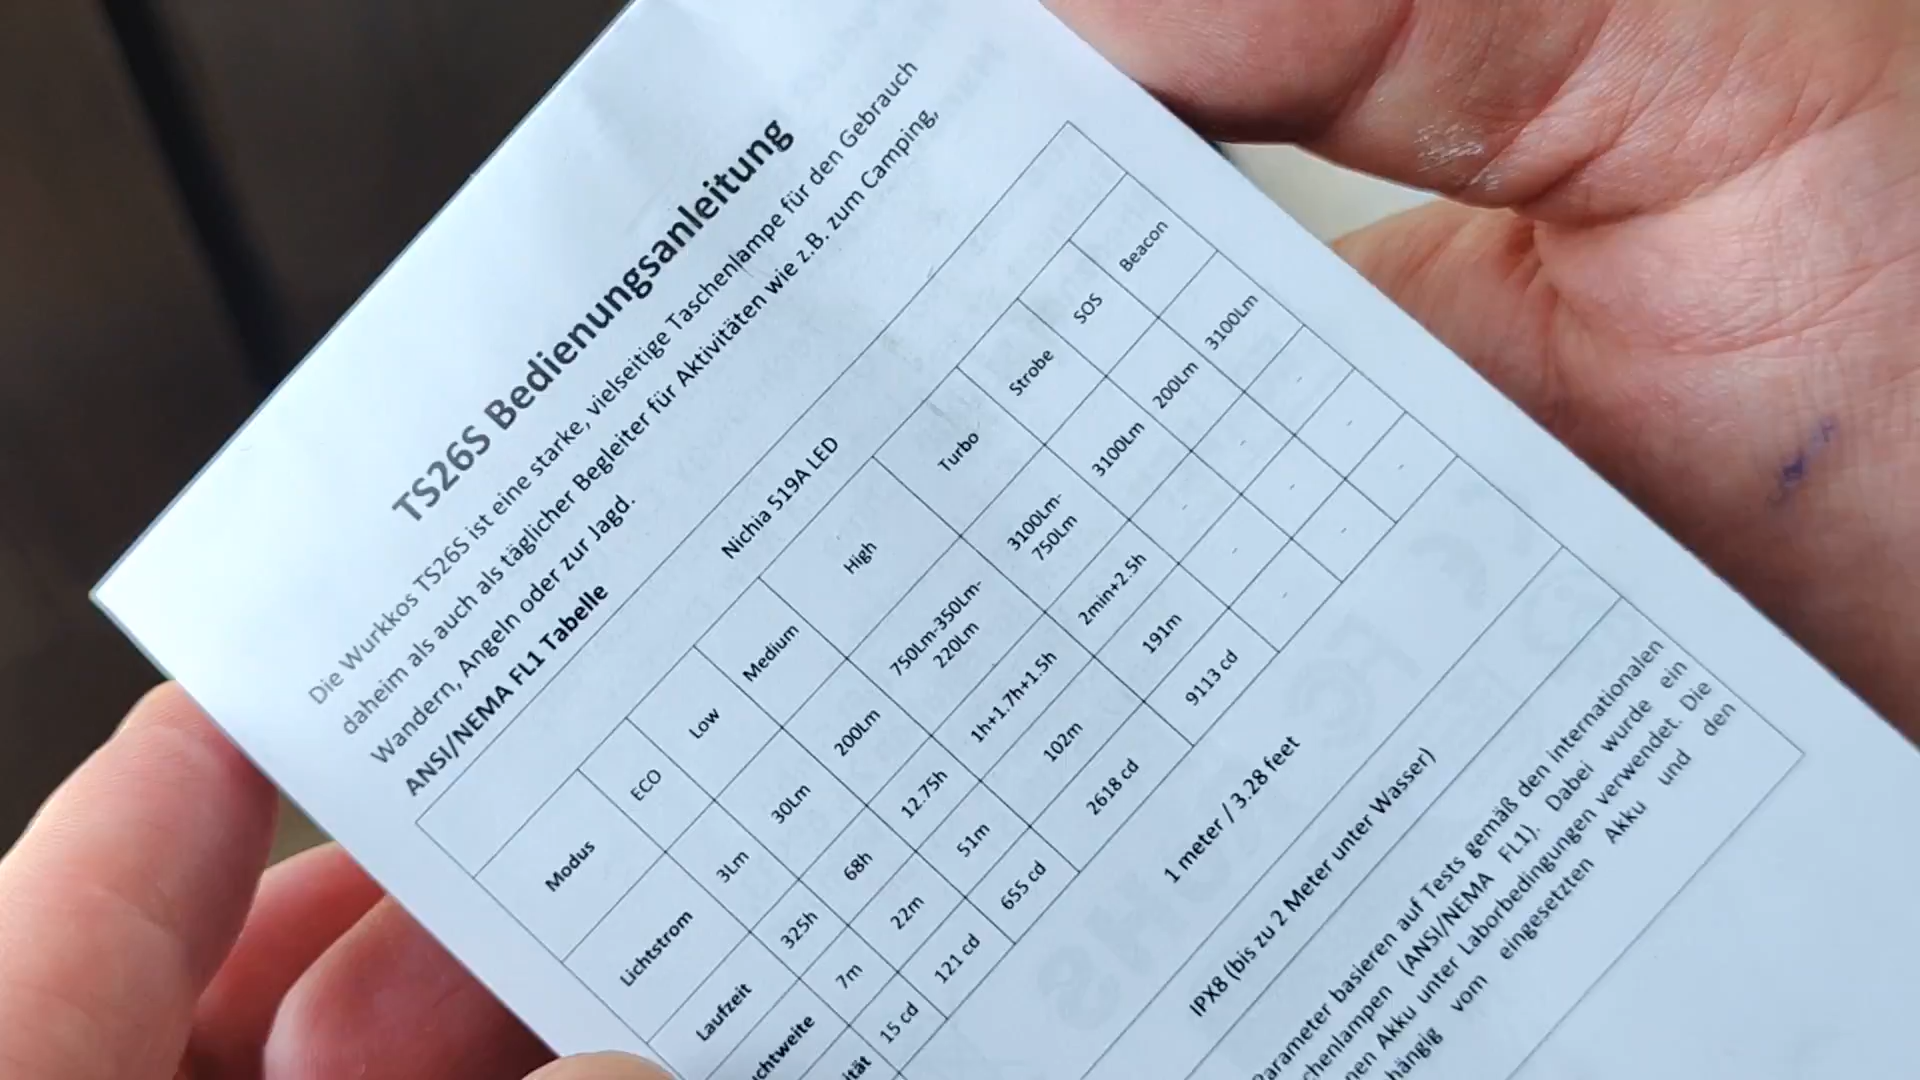 TS26S Bedienungsanleitung
Die Wurkkos TS26S ist eine starke, vielseitige Taschenlampe für den Gebrauch
daheim als auch als täglicher Begleiter für Aktivitäten wie z.B. zum Camping,
Wandern, Angeln oder zur Jagd.
ANSI/NEMA FL1 Tabelle
Nichia 519A LED
Modus ECO Low Medium High Turbo Strobe SOS Beacon
Lichtstrom 3Lm 30Lm 200Lm 750Lm-350Lm-220Lm 3100Lm-750Lm 3100Lm 200Lm 3100Lm
Laufzeit 325h 68h 12.75h 1h+1.7h+1.5h 2min+2.5h - - -
uchtweite 7m 22m 51m 102m 191m - - -
ität 15 cd 121 cd 655 cd 2618 cd 9113 cd - - -
1 meter / 3.28 feet
IPX8 (bis zu 2 Meter unter Wasser)
Parameter basieren auf Tests gemäß den internationalen
chenlampen (ANSI/NEMA FL1). Dabei wurde ein
nen Akku unter Laborbedingungen verwendet. Die
hängig vom eingesetzten Akku und den